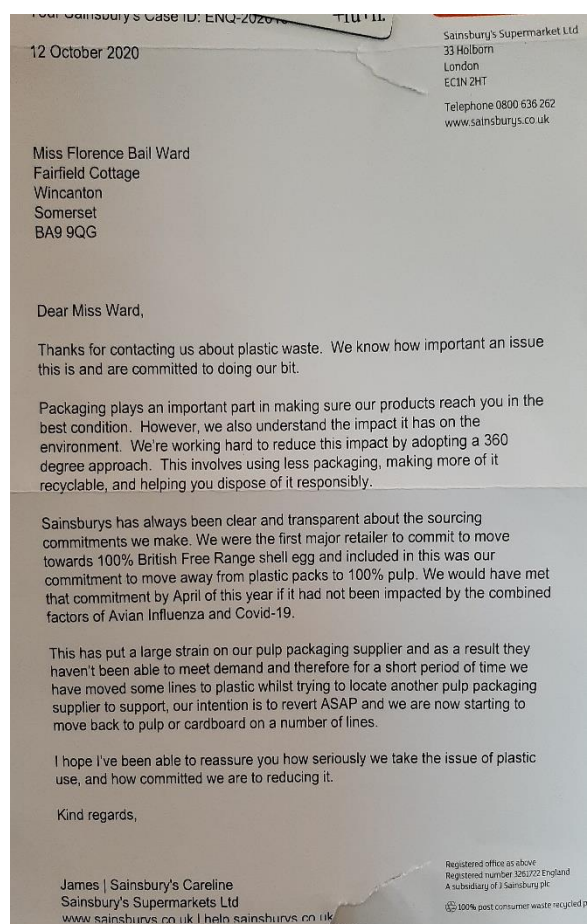 Your Sainsbury's Case ID:
Sainsbury's Supermarket Ltd
33 Holborn
London
EC1N 2HT
Telephone 0800 636 262
www.sainsburys.co.uk
12 October 2020
Miss Florence Bail Ward
Fairfield Cottage
Wincanton
Somerset
BA9 9QG
Dear Miss Ward,
Thanks for contacting us about plastic waste. We know how important an issue
this is and are committed to doing our bit.
Packaging plays an important part in making sure our products reach you in the
best condition. However, we also understand the impact it has on the
environment. We're working hard to reduce this impact by adopting a 360
degree approach. This involves using less packaging, making more of it
recyclable, and helping you dispose of it responsibly.
Sainsburys has always been clear and transparent about the sourcing
commitments we make. We were the first major retailer to commit to move
towards 100% British Free Range shell egg and included in this was our
commitment to move away from plastic packs to 100% pulp. We would have met
that commitment by April of this year if it had not been impacted by the combined
factors of Avian Influenza and Covid-19.
This has put a large strain on our pulp packaging supplier and as a result they
haven't been able to meet demand and therefore for a short period of time we
have moved some lines to plastic whilst trying to locate another pulp packaging
supplier to support, our intention is to revert ASAP and we are now starting to
move back to pulp or cardboard on a number of lines.
I hope I've been able to reassure you how seriously we take the issue of plastic
use, and how committed we are to reducing it.
Kind regards,
James | Sainsbury's Careline
Sainsbury's Supermarkets Ltd
www.sainsburys.co.uk | help.sainsburys.co.uk
Registered office as above
Registered number 3261722 England
A subsidiary of J Sainsbury plc
100% post consumer waste recycled